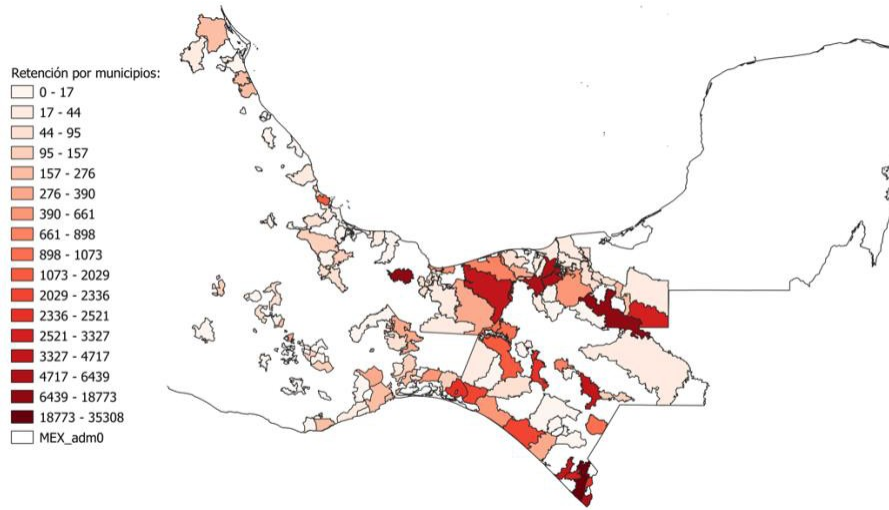 Retención por municipios:
0 - 17
17 - 44
44 - 95
95 - 157
157 - 276
276 - 390
390 - 661
661 - 898
898 - 1073
1073 - 2029
2029 - 2336
2336 - 2521
2521 - 3327
3327 - 4717
4717 - 6439
6439 - 18773
18773 - 35308
MEX_adm0